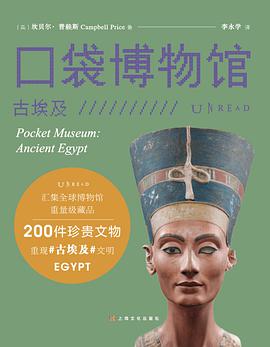 [英] 坎贝尔·普赖斯 Campbell Price 著
李永学 译
口袋博物馆
古埃及 //////////
UNREAD
Pocket Museum:
Ancient Egypt
UNREAD
汇集全球博物馆
重量级藏品
200件珍贵文物
重现#古埃及#文明
EGYPT
上海文化出版社